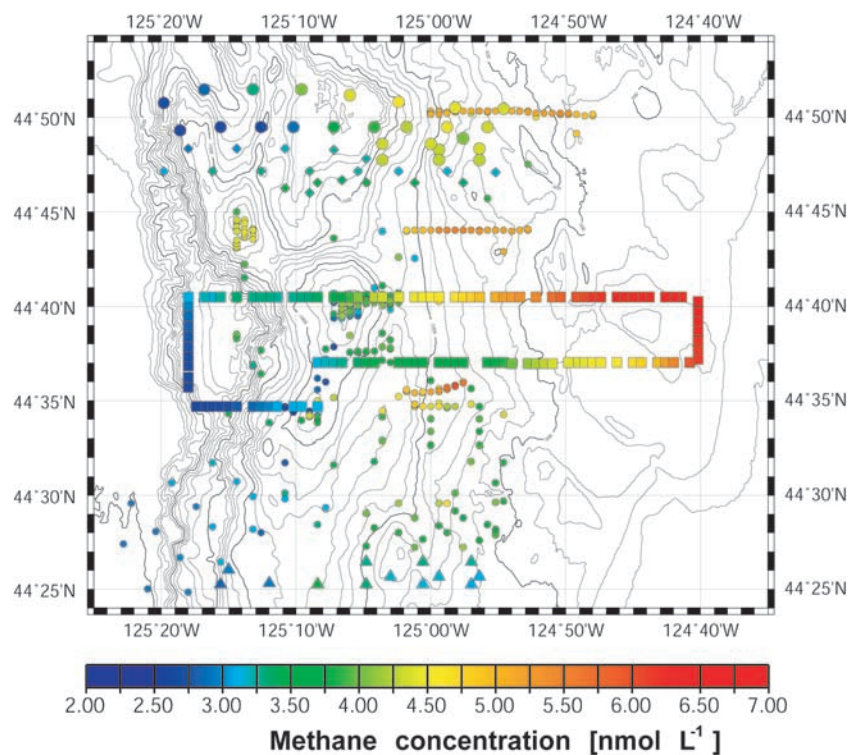 125°20'W 125°10'W 125°00'W 124°50'W 124°40'W
44°50'N 44°50'N
44°45'N 44°45'N
44°40'N 44°40'N
44°35'N 44°35'N
44°30'N 44°30'N
44°25'N 44°25'N
125°20'W 125°10'W 125°00'W 124°50'W 124°40'W
2.00 2.50 3.00 3.50 4.00 4.50 5.00 5.50 6.00 6.50 7.00
Methane concentration [nmol L⁻¹]